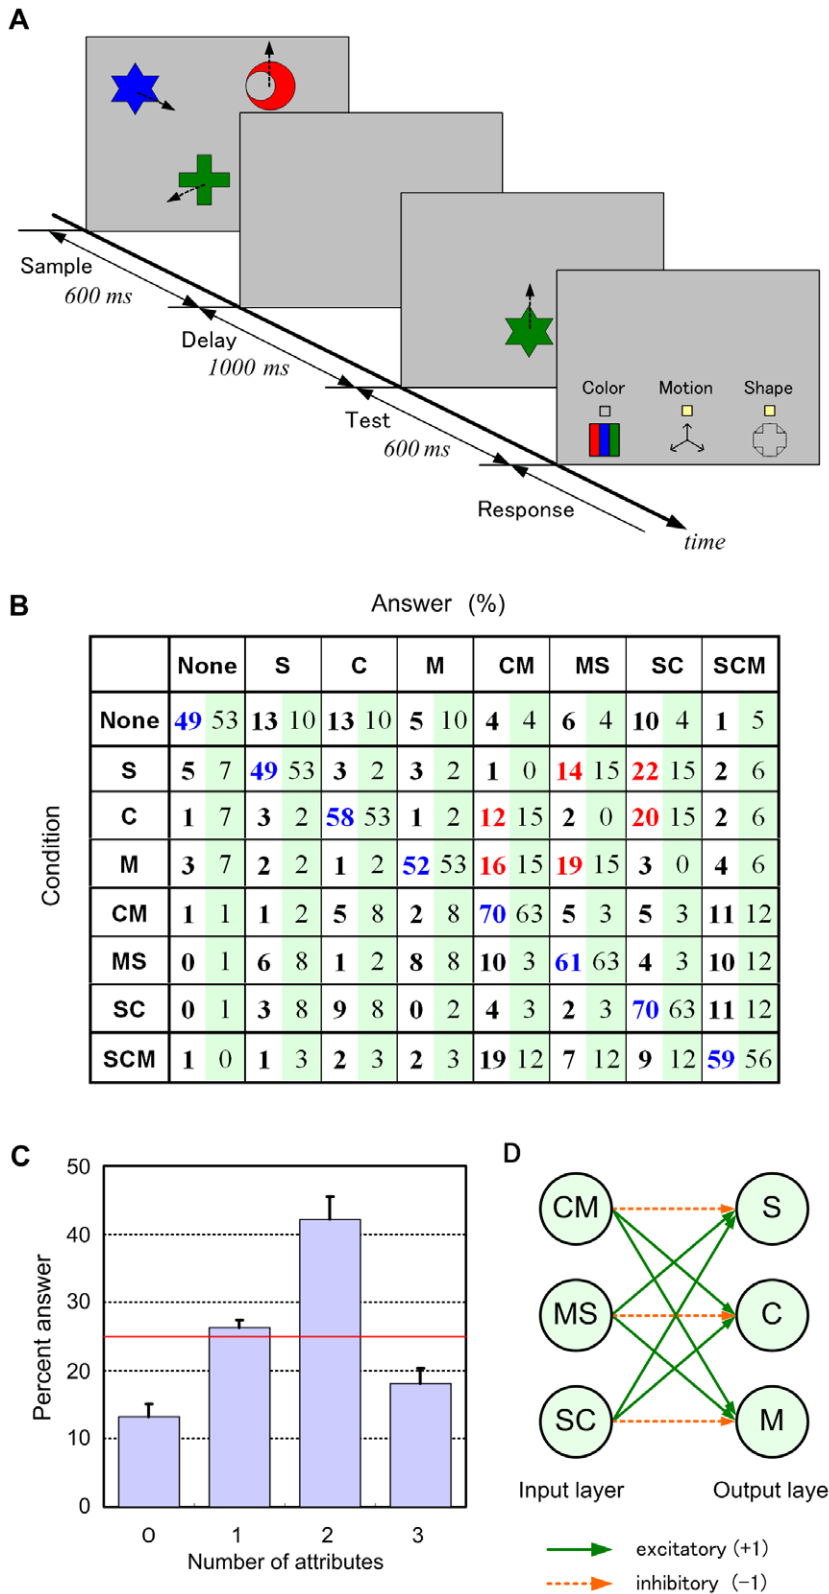 A
Sample
600 ms
Delay
1000 ms
Test
600 ms
Response
time
Color Motion Shape
B
Answer (%)
Condition
None S C M CM MS SC SCM
None 49 53 13 10 13 10 5 10 4 4 6 4 10 4 1 5
S 5 7 49 53 3 2 3 2 1 0 14 15 22 15 2 6
C 1 7 3 2 58 53 1 2 12 15 2 0 20 15 2 6
M 3 7 2 2 1 2 52 53 16 15 19 15 3 0 4 6
CM 1 1 1 2 5 8 2 8 70 63 5 3 5 3 11 12
MS 0 1 6 8 1 2 8 8 10 3 61 63 4 3 10 12
SC 0 1 3 8 9 8 0 2 4 3 2 3 70 63 11 12
SCM 1 0 1 3 2 3 2 3 19 12 7 12 9 12 59 56
C
Percent answer
50
40
30
20
10
0
0 1 2 3
Number of attributes
D
CM S
MS C
SC M
Input layer Output laye
excitatory (+1)
inhibitory (-1)